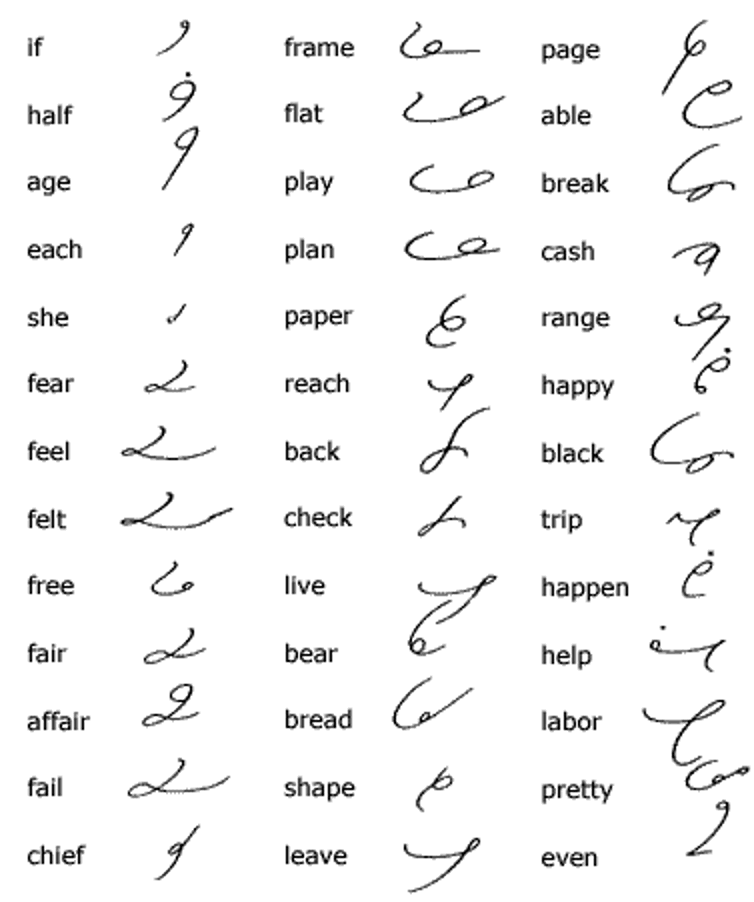 if frame page
half flat able
age play break
each plan cash
she paper range
fear reach happy
feel back black
felt check trip
free live happen
fair bear help
affair bread labor
fail shape pretty
chief leave even